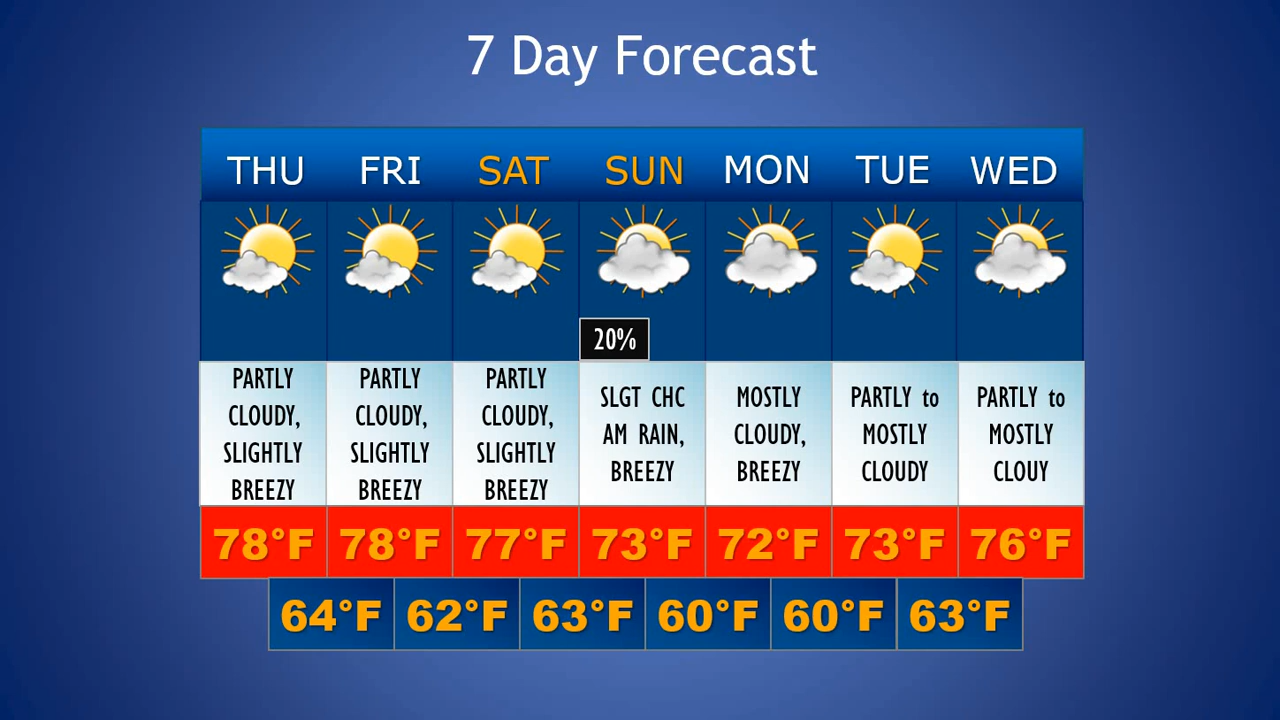 7 Day Forecast
THU FRI SAT SUN MON TUE WED
20%
PARTLY
CLOUDY,
SLIGHTLY
BREEZY
PARTLY
CLOUDY,
SLIGHTLY
BREEZY
PARTLY
CLOUDY,
SLIGHTLY
BREEZY
SLGT CHC
AM RAIN,
BREEZY
MOSTLY
CLOUDY,
BREEZY
PARTLY to
MOSTLY
CLOUDY
PARTLY to
MOSTLY
CLOUY
78°F 78°F 77°F 73°F 72°F 73°F 76°F
64°F 62°F 63°F 60°F 60°F 63°F